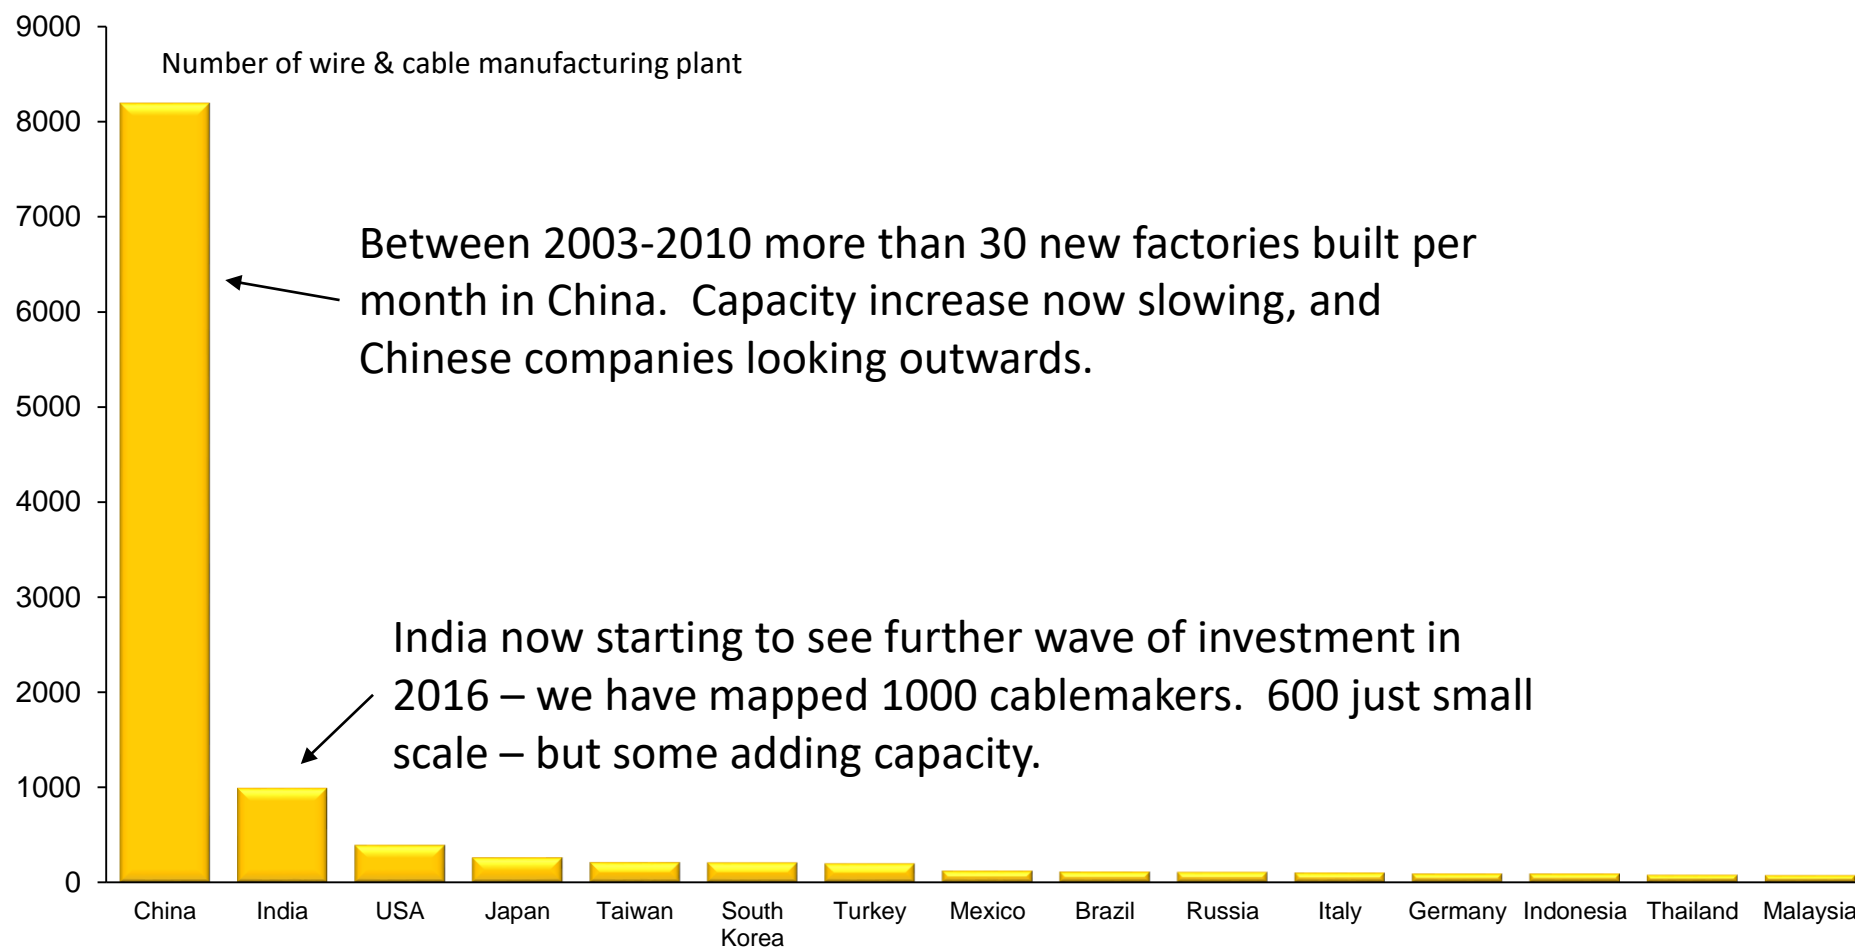 9000
Number of wire & cable manufacturing plant
8000
7000
Between 2003-2010 more than 30 new factories built per
month in China.  Capacity increase now slowing, and
Chinese companies looking outwards.
6000
5000
4000
3000
India now starting to see further wave of investment in
2016 – we have mapped 1000 cablemakers.  600 just small
scale – but some adding capacity.
2000
1000
0
China India USA Japan Taiwan South Korea Turkey Mexico Brazil Russia Italy Germany Indonesia Thailand Malaysia